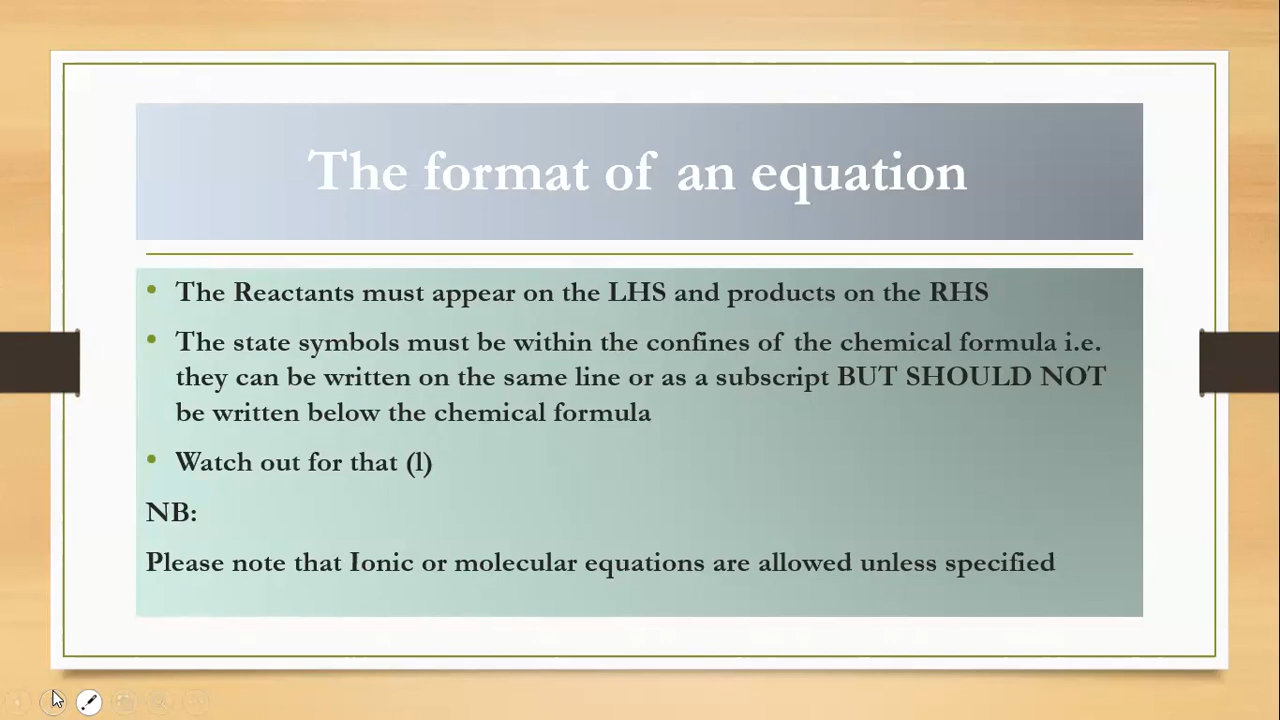 The format of an equation
• The Reactants must appear on the LHS and products on the RHS
• The state symbols must be within the confines of the chemical formula i.e.
they can be written on the same line or as a subscript BUT SHOULD NOT
be written below the chemical formula
• Watch out for that (l)
NB:
Please note that Ionic or molecular equations are allowed unless specified